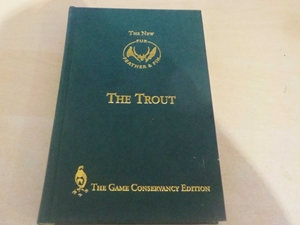 The New
FUR
FEATHER & FIN
The Trout
The Game Conservancy Edition